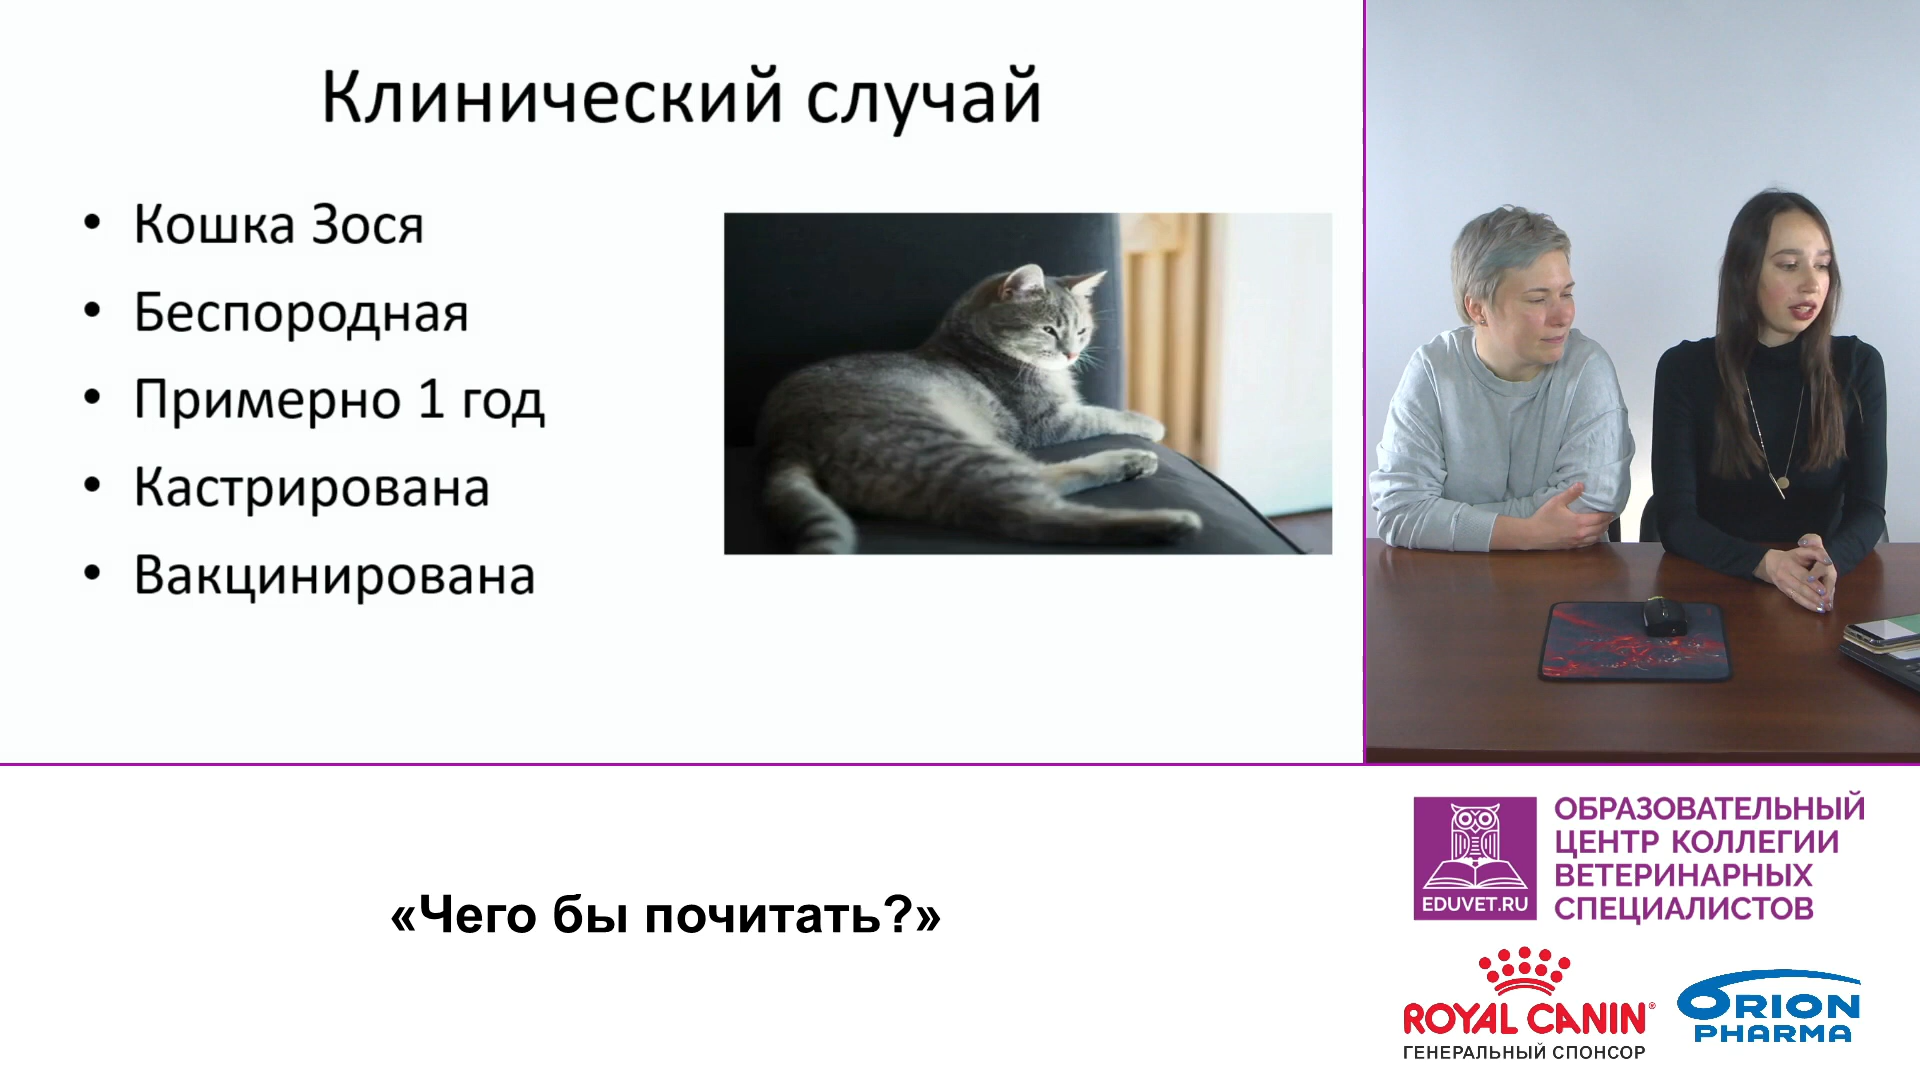 Клинический случай
• Кошка Зося
• Беспородная
• Примерно 1 год
• Кастрирована
• Вакцинирована
«Чего бы почитать?»
EDUVET.RU
ОБРАЗОВАТЕЛЬНЫЙ
ЦЕНТР КОЛЛЕГИИ
ВЕТЕРИНАРНЫХ
СПЕЦИАЛИСТОВ
ROYAL CANIN®
ГЕНЕРАЛЬНЫЙ СПОНСОР
ORION
PHARMA